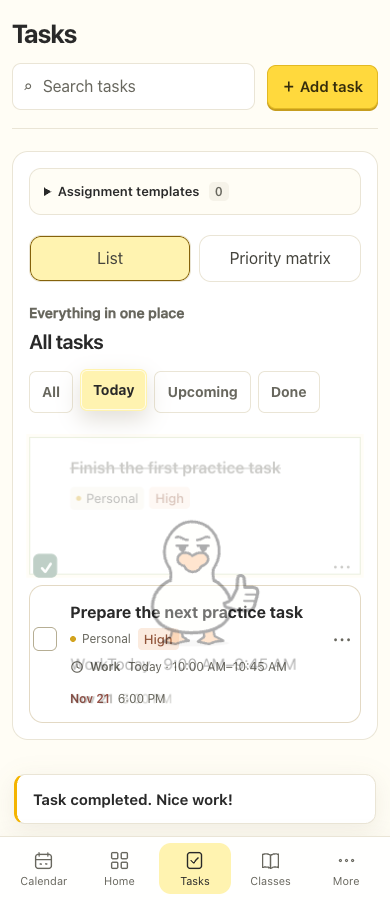 Tasks
Search tasks
+ Add task
Assignment templates 0
List
Priority matrix
Everything in one place
All tasks
All
Today
Upcoming
Done
Finish the first practice task
Personal High
Prepare the next practice task
Personal High
Work Today · 10:00 AM–10:45 AM
Nov 21 6:00 PM
Task completed. Nice work!
Calendar
Home
Tasks
Classes
More